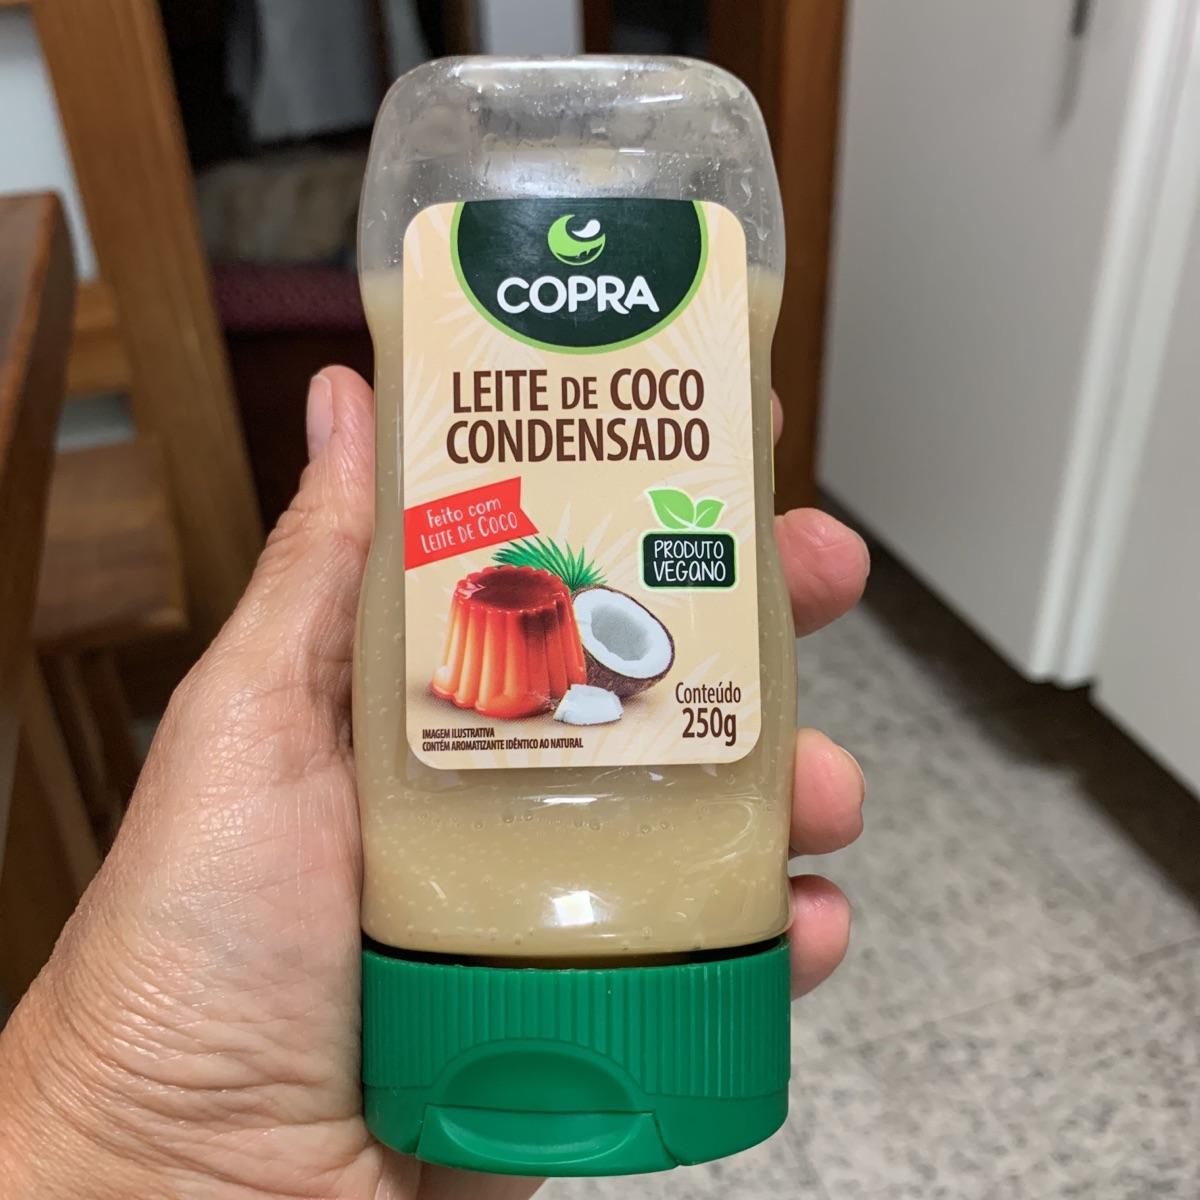 COPRA
LEITE DE COCO
CONDENSADO
Feito com
LEITE DE COCO
PRODUTO
VEGANO
Conteúdo
250g
IMAGEM ILUSTRATIVA
CONTÉM AROMATIZANTE IDÊNTICO AO NATURAL